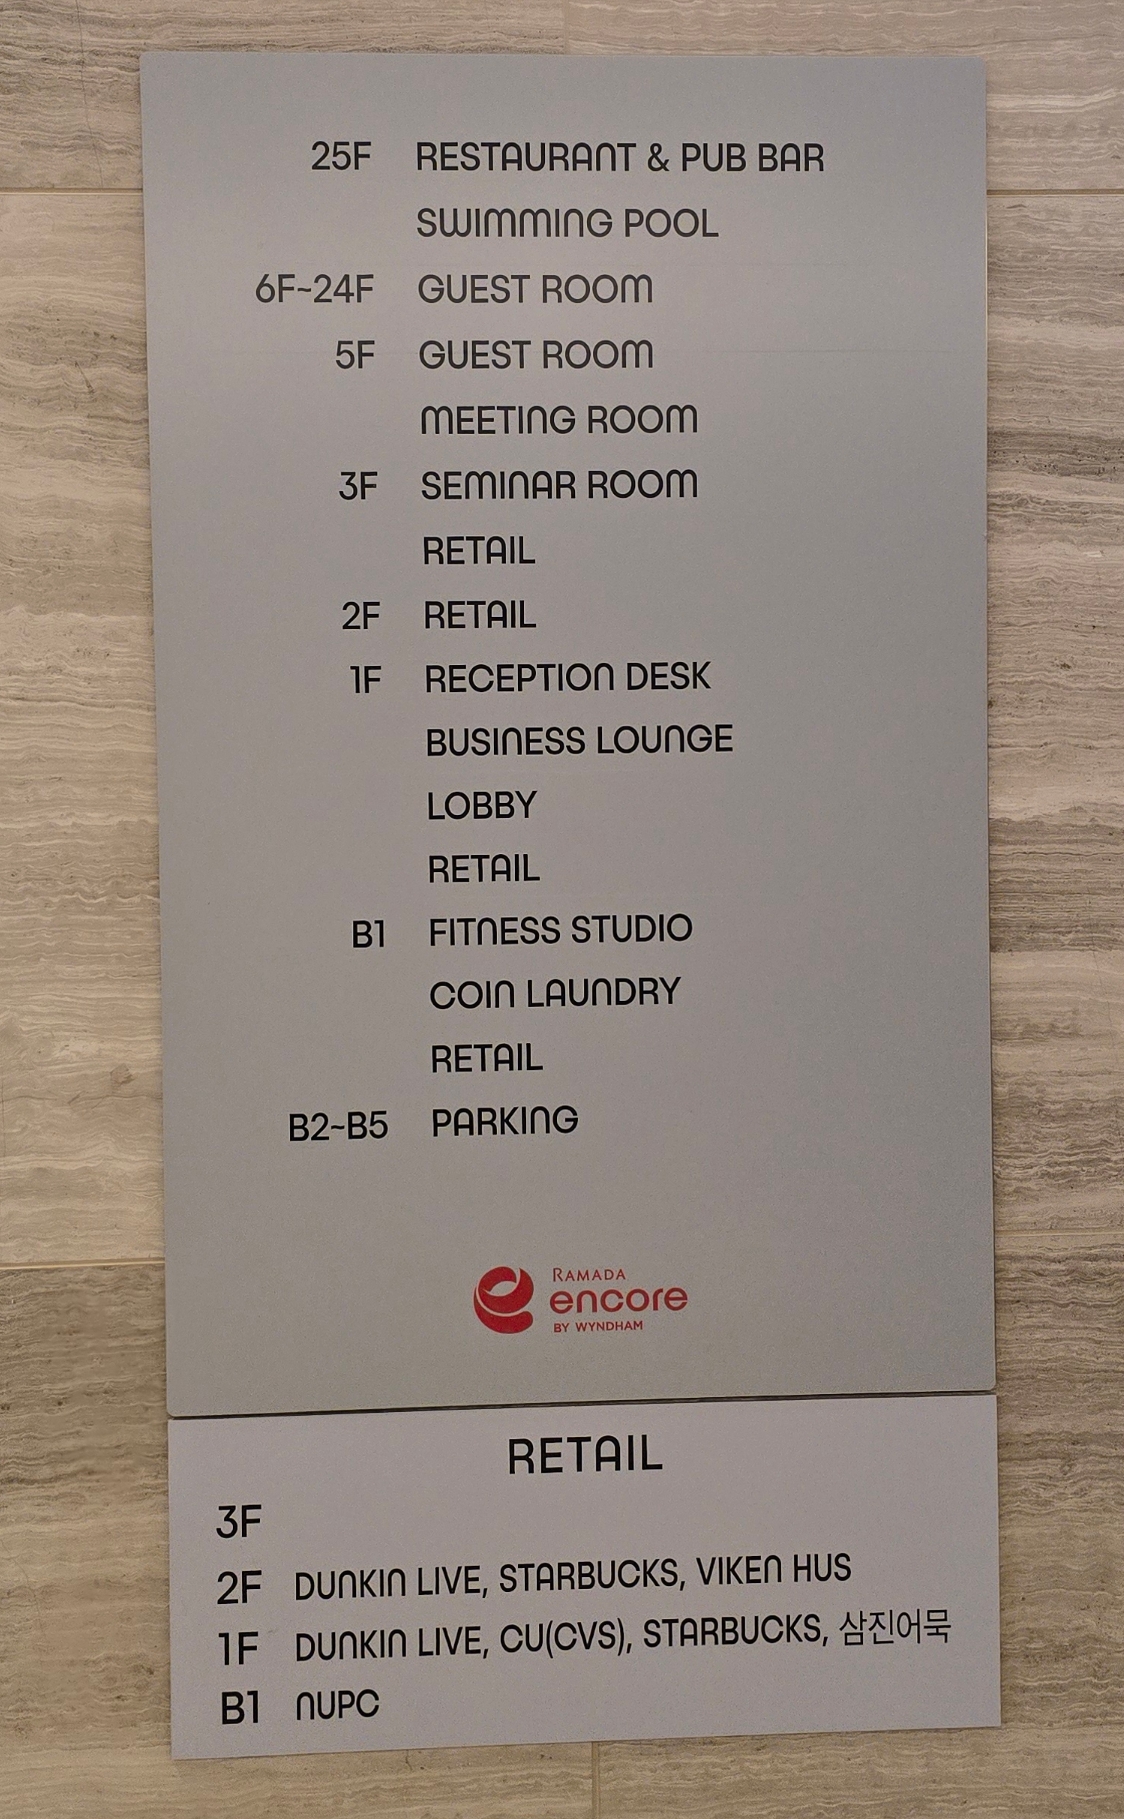 25F RESTAURANT & PUB BAR
SWIMMING POOL
6F~24F GUEST ROOM
5F GUEST ROOM
MEETING ROOM
3F SEMINAR ROOM
RETAIL
2F RETAIL
1F RECEPTION DESK
BUSINESS LOUNGE
LOBBY
RETAIL
B1 FITNESS STUDIO
COIN LAUNDRY
RETAIL
B2~B5 PARKING
RAMADA
encore
BY WYNDHAM
RETAIL
3F
2F DUNKIN LIVE, STARBUCKS, VIKEN HUS
1F DUNKIN LIVE, CU(CVS), STARBUCKS, 삼진어묵
B1 NUPC